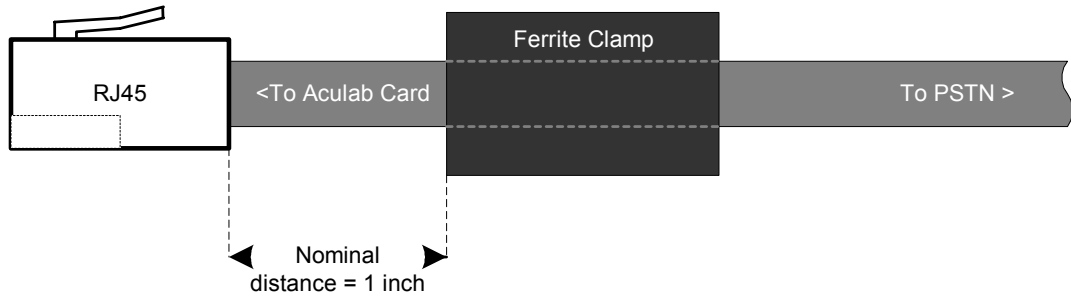 Ferrite Clamp
RJ45
<To Aculab Card
To PSTN >
Nominal
distance = 1 inch